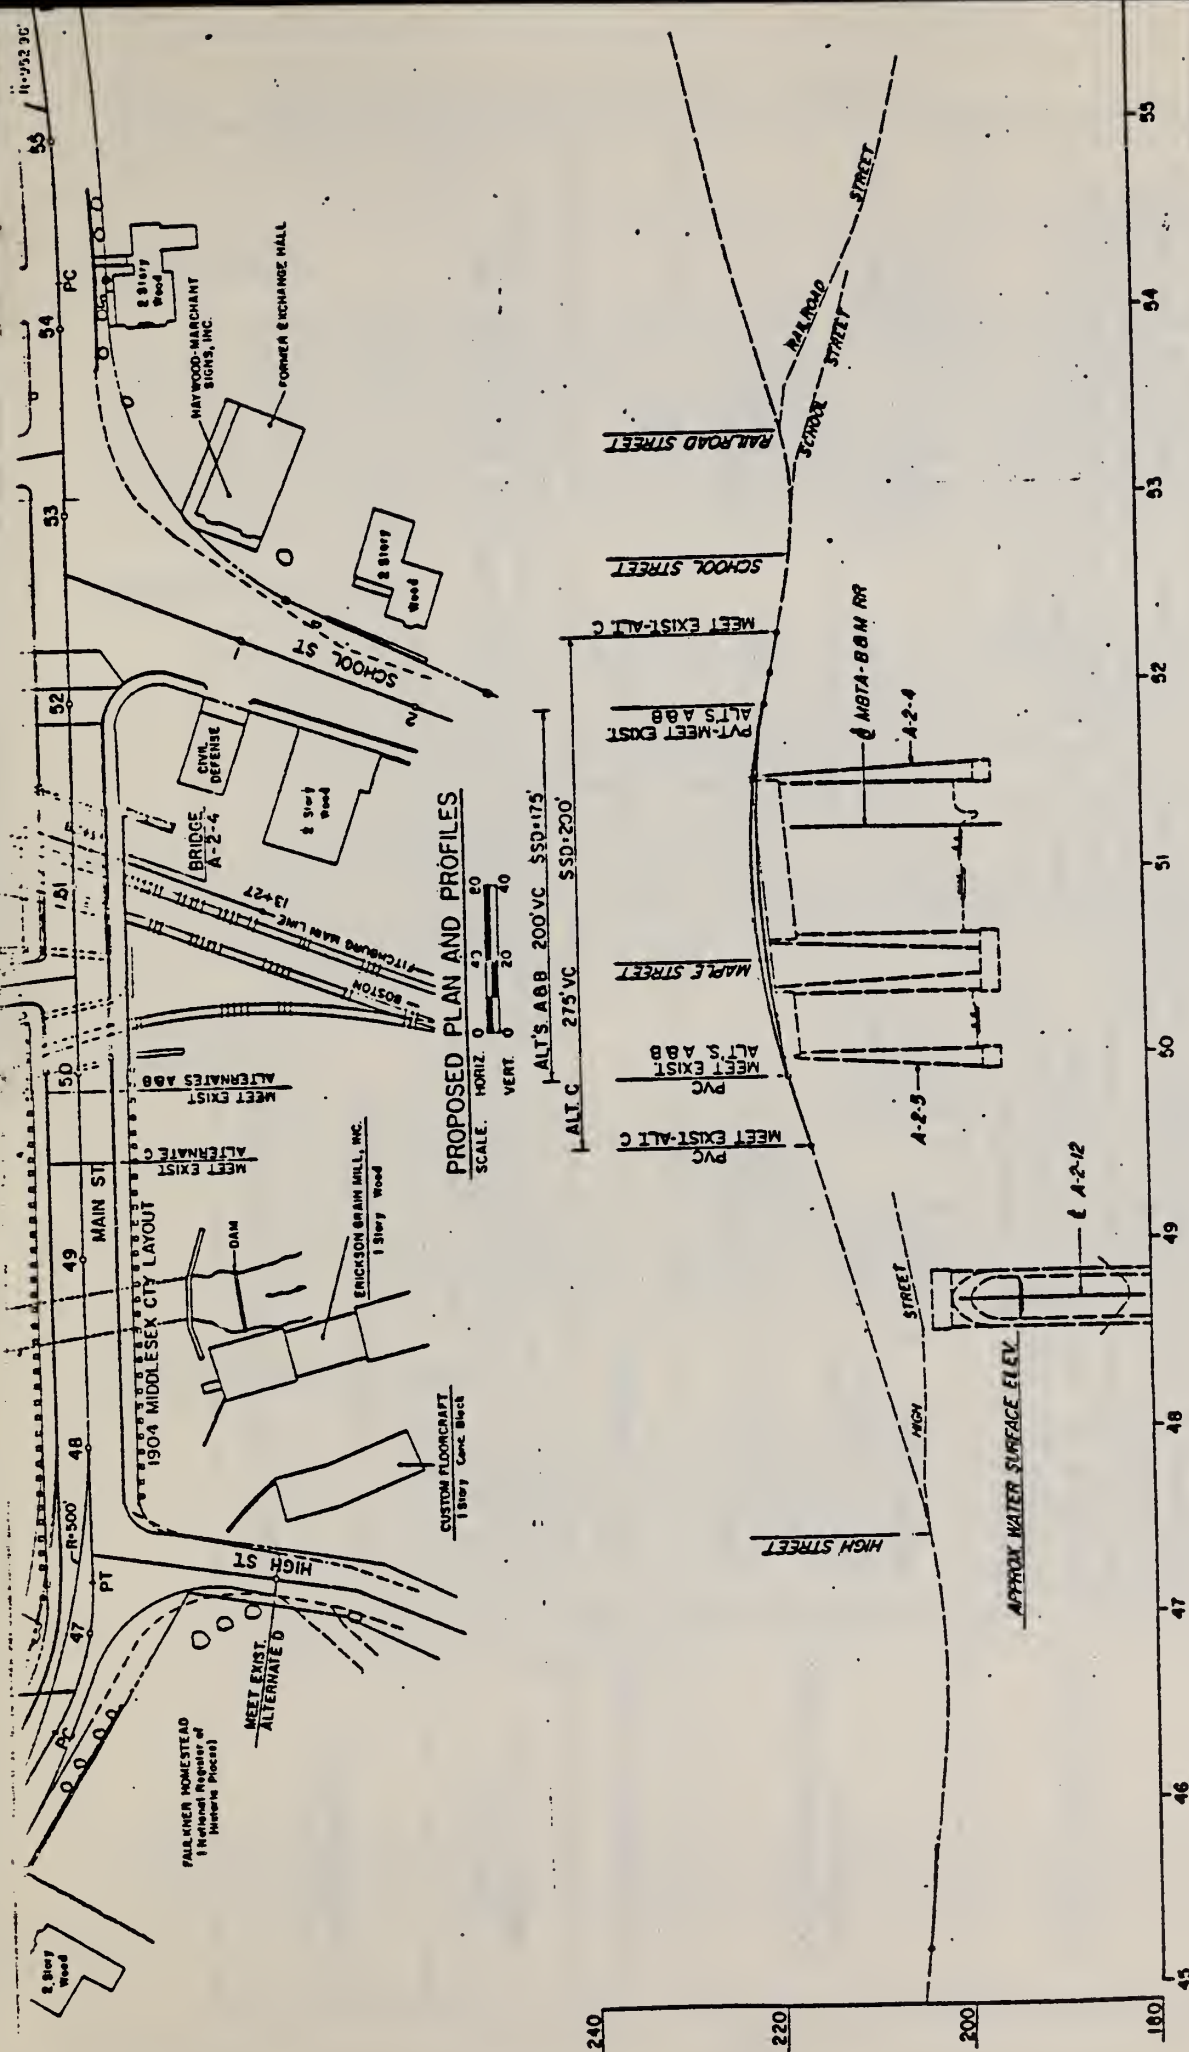 2 Story
Wood
FAULKNER HOMESTEAD
(National Register of
Historic Places)
PC
47
PT
R=500'
48
MAIN ST.
49
50
51
52
53
54
PC
55
MEET EXIST.
ALTERNATE D
HIGH ST
1904 MIDDLESEX CTY LAYOUT
CUSTOM FLOORCRAFT
1 Story Conc Block
DAM
ERICKSON GRAIN MILL, INC.
1 Story Wood
MEET EXIST
ALTERNATE C
MEET EXIST
ALTERNATES A&B
BOSTON
FITCHBURG MAIN LINE
13+27
BRIDGE
A-2-4
CIVIL
DEFENSE
2 Story
Wood
SCHOOL ST
1
2
2 Story
Wood
HAYWOOD-MARCHANT
SIGNS, INC.
FORMER EXCHANGE HALL
2 Story
Wood
PROPOSED PLAN AND PROFILES
SCALE. HORIZ. 0 40 80
VERT. 0 20 40
ALT'S. A&B 200' VC SSD=175'
ALT. C 275' VC SSD=200'
HIGH STREET
PVC
MEET EXIST-ALT. C
PVC
MEET EXIST.
ALT'S. A&B
MAPLE STREET
PVT-MEET EXIST.
ALT'S A&B
MEET EXIST-ALT. C
SCHOOL STREET
RAILROAD STREET
HIGH STREET
RAILROAD STREET
SCHOOL STREET
APPROX WATER SURFACE ELEV.
℄ A-2-12
A-2-5
℄ MBTA-B&M RR
A-2-4
240
220
200
180
45
46
47
48
49
50
51
52
53
54
55